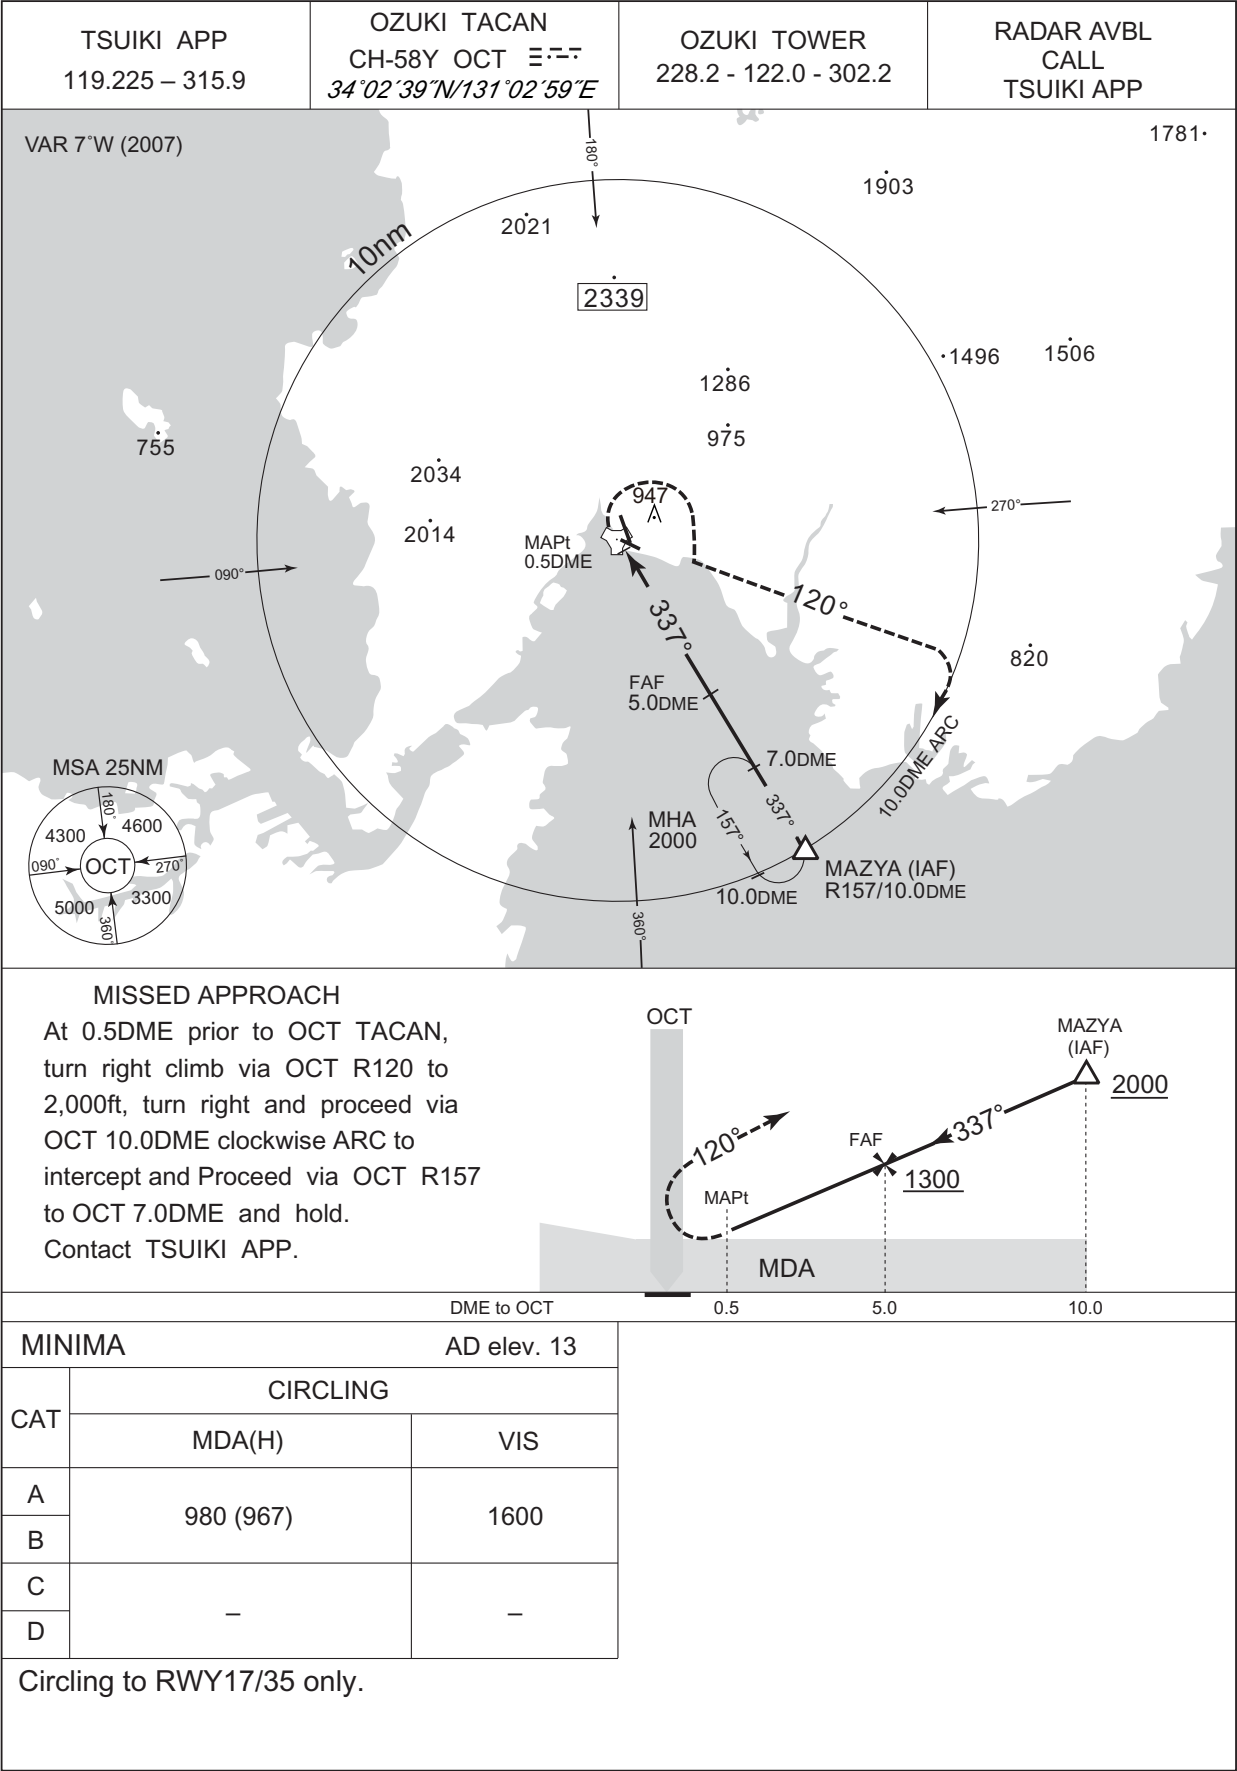 TSUIKI APP
119.225 – 315.9
OZUKI TACAN
CH-58Y OCT
34°02´39˝N/131°02´59˝E
OZUKI TOWER
228.2 - 122.0 - 302.2
RADAR AVBL
CALL
TSUIKI APP
VAR 7°W (2007)
180°
1781
1903
2021
10nm
2339
1496
1506
1286
975
755
2034
2014
947
MAPt
0.5DME
270°
090°
337°
120°
820
FAF
5.0DME
7.0DME
10.0DME ARC
337°
157°
MHA
2000
MAZYA (IAF)
R157/10.0DME
10.0DME
360°
MSA 25NM
180°
4300
4600
090°
OCT
270°
5000
3300
360°
MISSED APPROACH
At 0.5DME prior to OCT TACAN,
turn right climb via OCT R120 to
2,000ft, turn right and proceed via
OCT 10.0DME clockwise ARC to
intercept and Proceed via OCT R157
to OCT 7.0DME and hold.
Contact TSUIKI APP.
OCT
MAZYA
(IAF)
2000
120°
337°
FAF
1300
MAPt
MDA
DME to OCT
0.5
5.0
10.0
MINIMA
AD elev. 13
CAT
CIRCLING
MDA(H)
VIS
A
B
980 (967)
1600
C
D
–
–
Circling to RWY17/35 only.